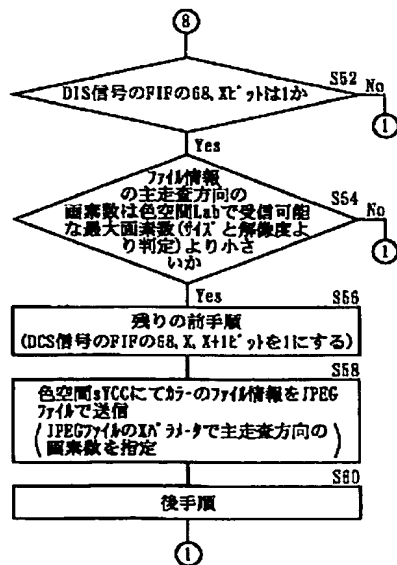 8
S52
DIS信号のFIFの68、Xビットは1か
No
1
Yes
S54
ファイル情報
の主走査方向の
画素数は色空間Labで受信可能
な最大画素数(サイズと解像度よ
り判定)より小さ
いか
No
1
Yes
S56
残りの前手順
(DCS信号のFIFの68、X、X+1ビットを1にする)
S58
色空間sYCCにてカラーのファイル情報をJPEG
ファイルで送信
(JPEGファイルのXパラメータで主走査方向の
画素数を指定)
S60
後手順
1